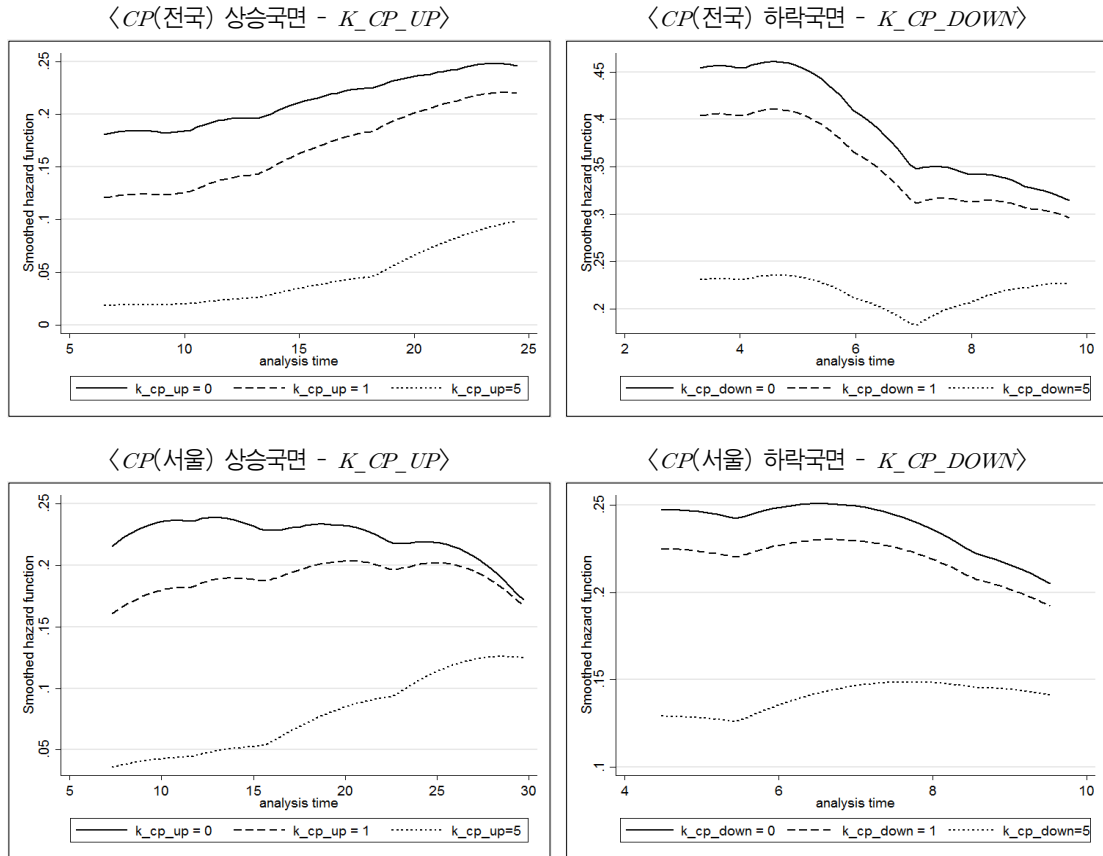 〈CP(전국) 상승국면 - K_CP_UP〉
Smoothed hazard function
.25
.2
.15
.1
.05
0
5 10 15 20 25
analysis time
k_cp_up = 0 k_cp_up = 1 k_cp_up=5
〈CP(전국) 하락국면 - K_CP_DOWN〉
Smoothed hazard function
.45
.4
.35
.3
.25
.2
2 4 6 8 10
analysis time
k_cp_down = 0 k_cp_down = 1 k_cp_down=5
〈CP(서울) 상승국면 - K_CP_UP〉
Smoothed hazard function
.25
.2
.15
.1
.05
5 10 15 20 25 30
analysis time
k_cp_up = 0 k_cp_up = 1 k_cp_up=5
〈CP(서울) 하락국면 - K_CP_DOWN〉
Smoothed hazard function
.25
.2
.15
.1
4 6 8 10
analysis time
k_cp_down = 0 k_cp_down = 1 k_cp_down=5